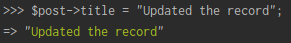 >>> $post->title = "Updated the record";
=> "Updated the record"